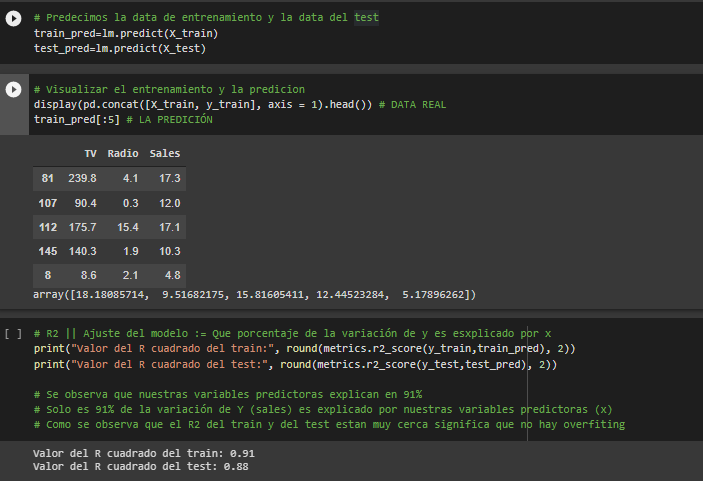 # Predecimos la data de entrenamiento y la data del test
train_pred=lm.predict(X_train)
test_pred=lm.predict(X_test)
# Visualizar el entrenamiento y la predicion
display(pd.concat([X_train, y_train], axis = 1).head()) # DATA REAL
train_pred[:5] # LA PREDICIÓN
TV Radio Sales
81 239.8 4.1 17.3
107 90.4 0.3 12.0
112 175.7 15.4 17.1
145 140.3 1.9 10.3
8 8.6 2.1 4.8
array([18.18085714,  9.51682175, 15.81605411, 12.44523284,  5.17896262])
[ ] # R2 || Ajuste del modelo := Que porcentaje de la variación de y es esxplicado por x
print("Valor del R cuadrado del train:", round(metrics.r2_score(y_train,train_pred), 2))
print("Valor del R cuadrado del test:", round(metrics.r2_score(y_test,test_pred), 2))
# Se observa que nuestras variables predictoras explican en 91%
# Solo es 91% de la variación de Y (sales) es explicado por nuestras variables predictoras (x)
# Como se observa que el R2 del train y del test estan muy cerca significa que no hay overfiting
Valor del R cuadrado del train: 0.91
Valor del R cuadrado del test: 0.88